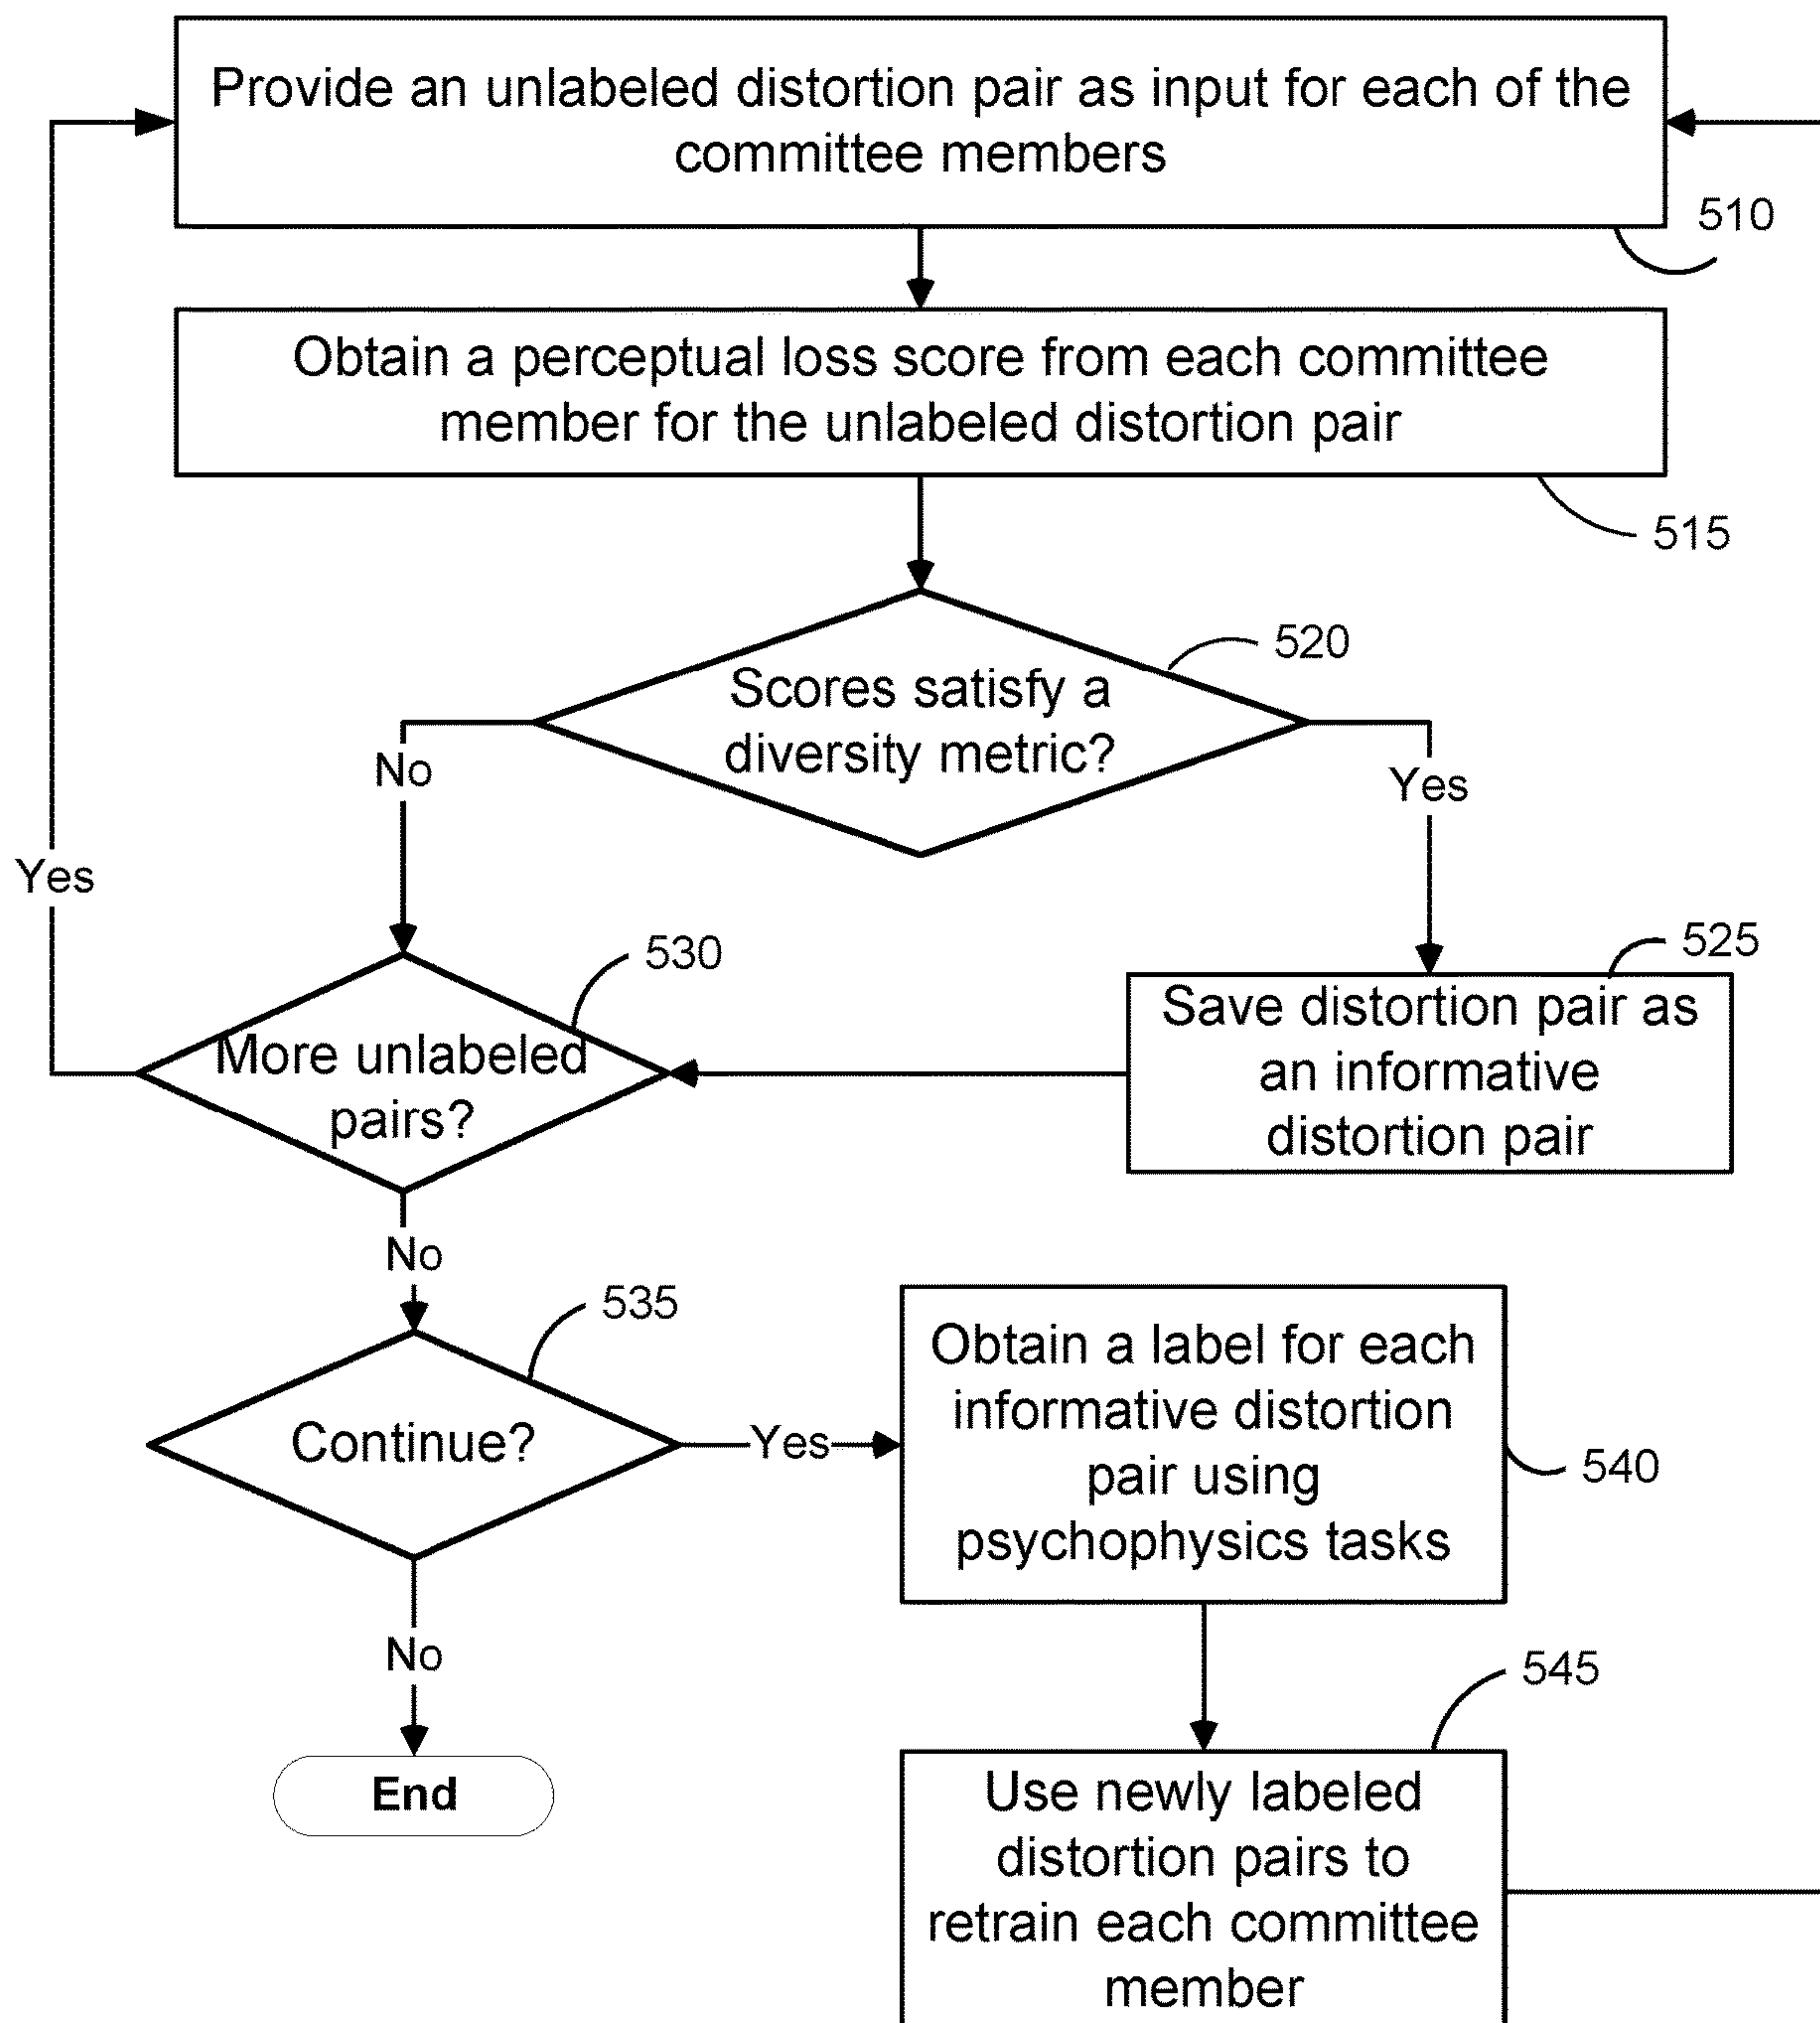 Provide an unlabeled distortion pair as input for each of the
committee members
510
Obtain a perceptual loss score from each committee
member for the unlabeled distortion pair
515
520
Scores satisfy a
diversity metric?
No
Yes
Yes
530
525
More unlabeled
pairs?
Save distortion pair as
an informative
distortion pair
No
535
Continue?
Yes
Obtain a label for each
informative distortion
pair using
psychophysics tasks
540
No
545
End
Use newly labeled
distortion pairs to
retrain each committee
member